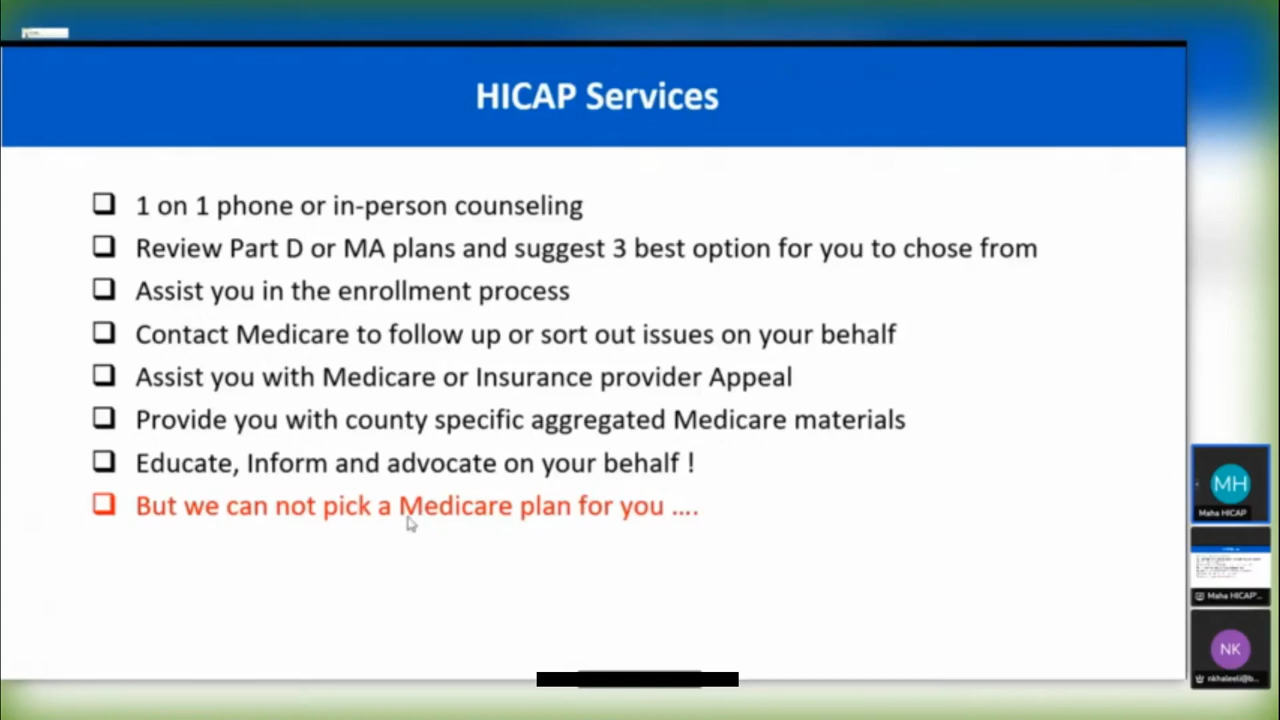 HICAP Services
1 on 1 phone or in-person counseling
Review Part D or MA plans and suggest 3 best option for you to chose from
Assist you in the enrollment process
Contact Medicare to follow up or sort out issues on your behalf
Assist you with Medicare or Insurance provider Appeal
Provide you with county specific aggregated Medicare materials
Educate, Inform and advocate on your behalf !
But we can not pick a Medicare plan for you ....
MH
Maha HICAP
Maha HICAP'...
NK
nkhaleeli@b...